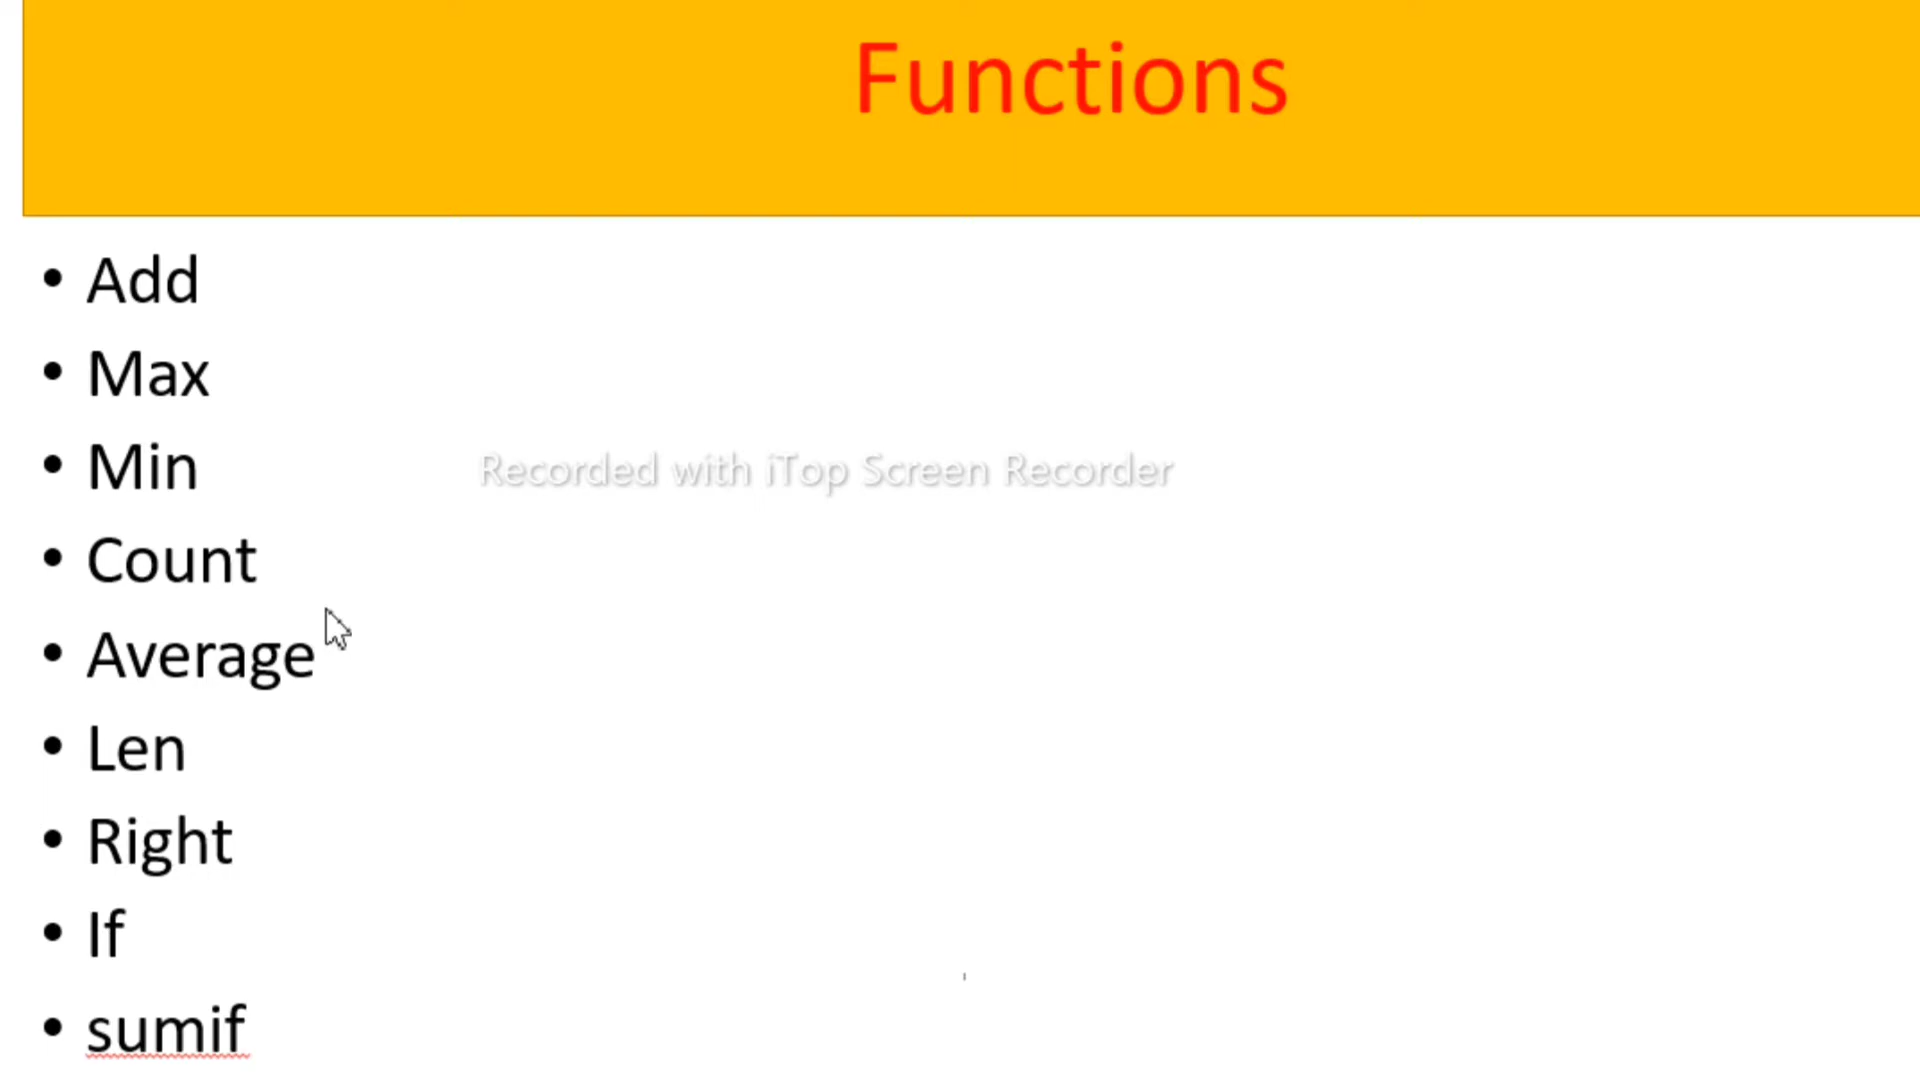 Functions
• Add
• Max
• Min
Recorded with iTop Screen Recorder
• Count
• Average
• Len
• Right
• If
• sumif